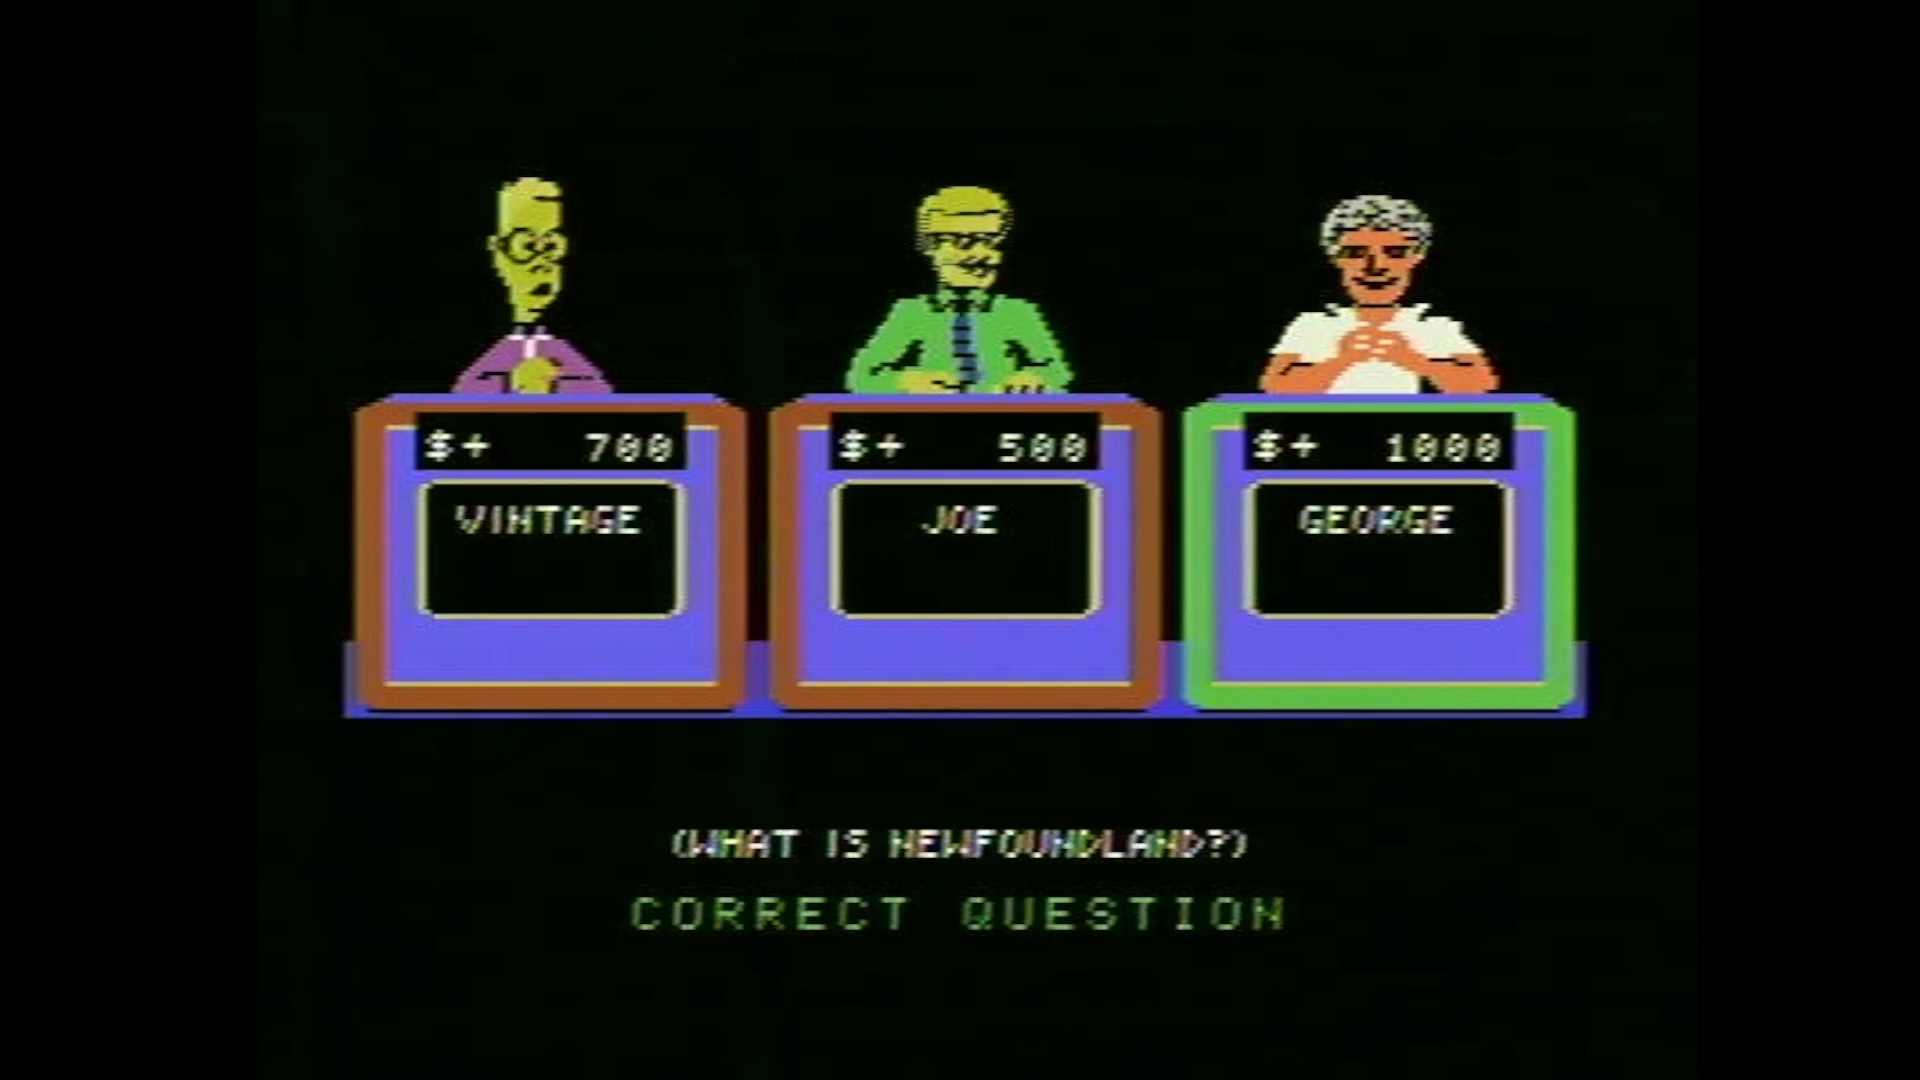 $+ 700
$+ 500
$+ 1000
VINTAGE
JOE
GEORGE
(WHAT IS NEWFOUNDLAND?)
CORRECT QUESTION